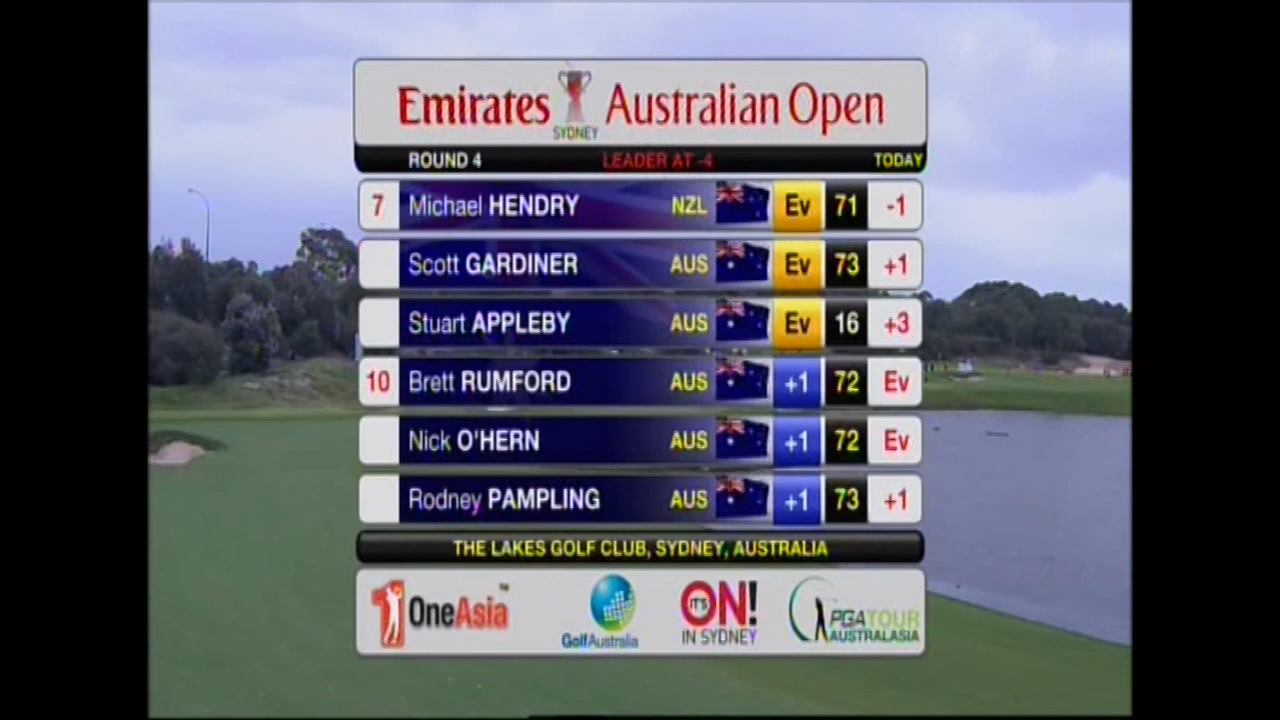 Emirates Australian Open
SYDNEY
ROUND 4 LEADER AT -4 TODAY
7 Michael HENDRY NZL Ev 71 -1
Scott GARDINER AUS Ev 73 +1
Stuart APPLEBY AUS Ev 16 +3
10 Brett RUMFORD AUS +1 72 Ev
Nick O'HERN AUS +1 72 Ev
Rodney PAMPLING AUS +1 73 +1
THE LAKES GOLF CLUB, SYDNEY, AUSTRALIA
1 OneAsia™
GolfAustralia
IT'S ON!
IN SYDNEY
PGA TOUR
AUSTRALASIA